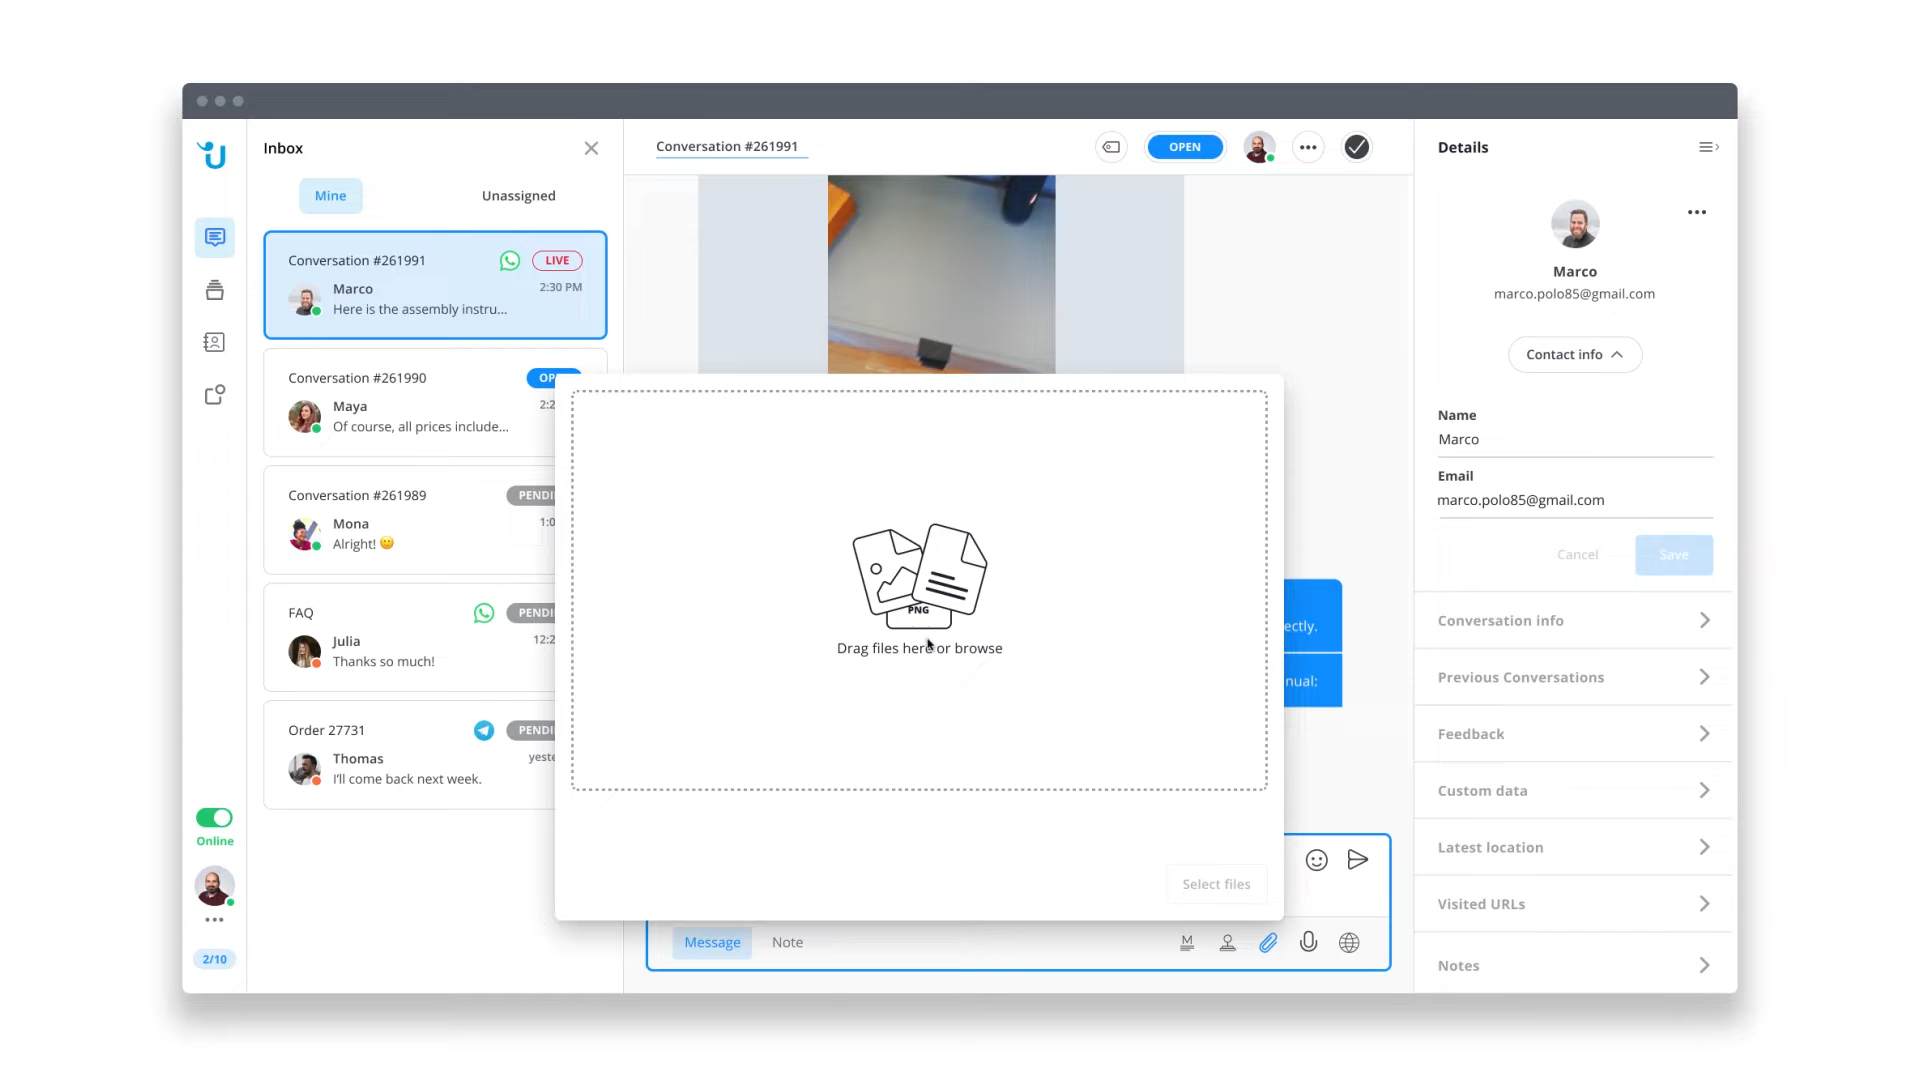 Inbox
Mine
Unassigned
Conversation #261991
LIVE
Marco
2:30 PM
Here is the assembly instru...
Conversation #261990
Maya
Of course, all prices include...
Conversation #261989
Mona
Alright! 🙂
FAQ
Julia
Thanks so much!
Order 27731
Thomas
I'll come back next week.
Online
2/10
Conversation #261991
OPEN
PNG
Drag files here or browse
Select files
ectly.
nual:
Message
Note
M
Details
Marco
marco.polo85@gmail.com
Contact info
Name
Marco
Email
marco.polo85@gmail.com
Cancel
Save
Conversation info
Previous Conversations
Feedback
Custom data
Latest location
Visited URLs
Notes